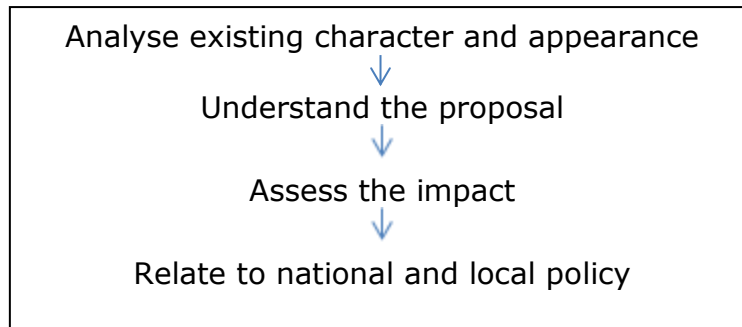 Analyse existing character and appearance
Understand the proposal
Assess the impact
Relate to national and local policy